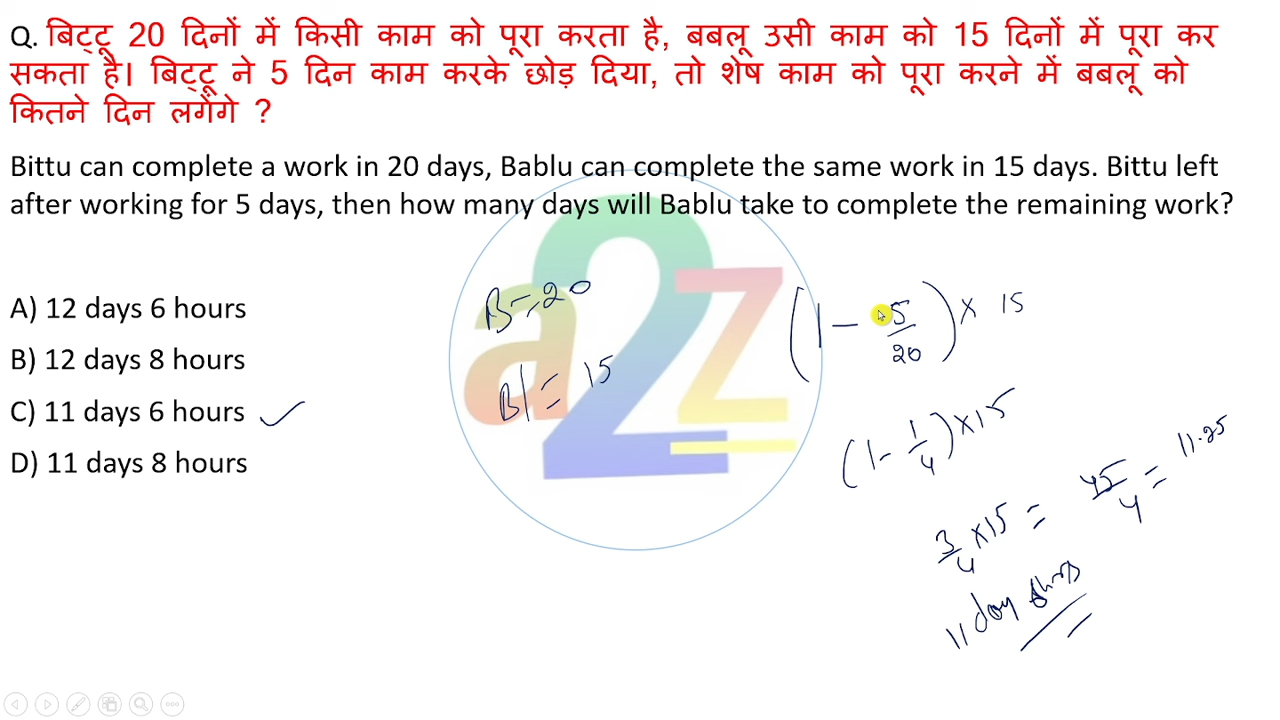 Q. बिट्टू 20 दिनों में किसी काम को पूरा करता है, बबलू उसी काम को 15 दिनों में पूरा कर
सकता है। बिट्टू ने 5 दिन काम करके छोड़ दिया, तो शेष काम को पूरा करने में बबलू को
कितने दिन लगेंगे ?
Bittu can complete a work in 20 days, Bablu can complete the same work in 15 days. Bittu left
after working for 5 days, then how many days will Bablu take to complete the remaining work?
A) 12 days 6 hours
B) 12 days 8 hours
C) 11 days 6 hours ✓
D) 11 days 8 hours
a2z
B = 20
Bl = 15
(1 - 5/20) × 15
(1 - 1/4) × 15
3/4 × 15 = 45/4 = 11.25
11 day 6hrs